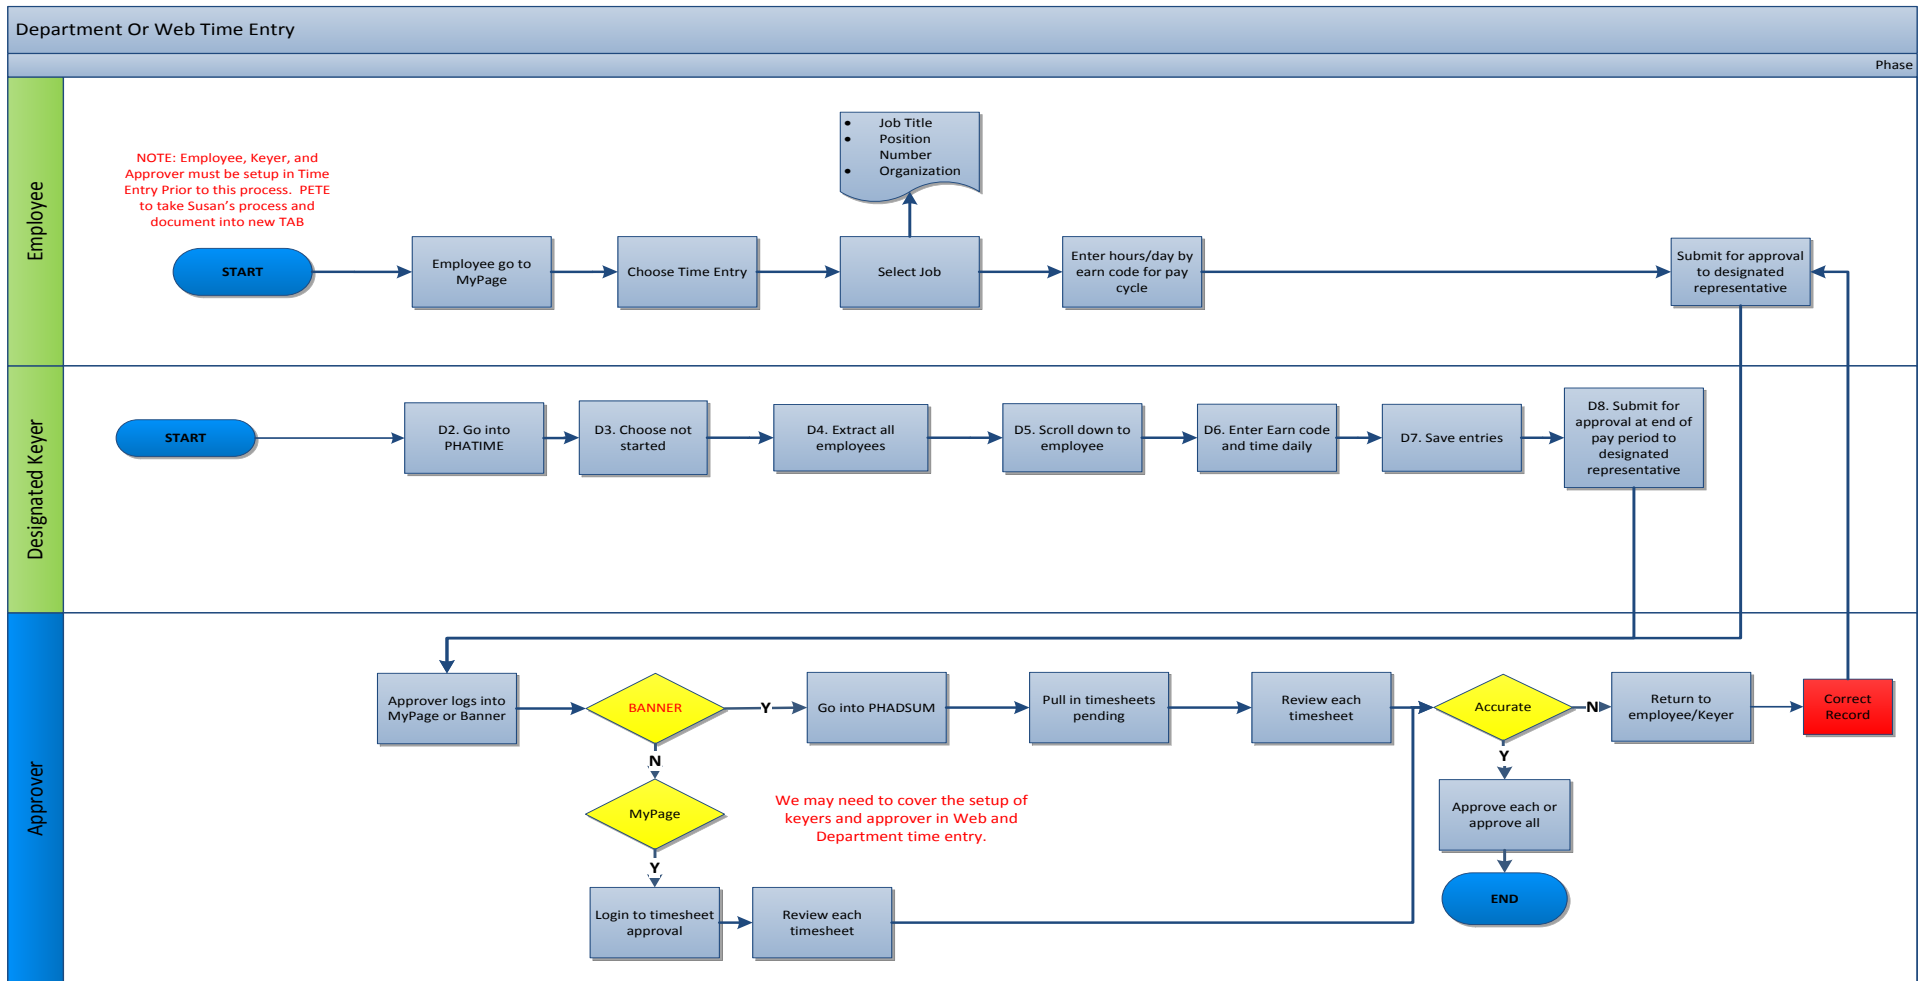 Department Or Web Time Entry
Phase
Employee
NOTE: Employee, Keyer, and
Approver must be setup in Time
Entry Prior to this process. PETE
to take Susan's process and
document into new TAB
• Job Title
• Position
Number
• Organization
START
Employee go to
MyPage
Choose Time Entry
Select Job
Enter hours/day by
earn code for pay
cycle
Submit for approval
to designated
representative
Designated Keyer
START
D2. Go into
PHATIME
D3. Choose not
started
D4. Extract all
employees
D5. Scroll down to
employee
D6. Enter Earn code
and time daily
D7. Save entries
D8. Submit for
approval at end of
pay period to
designated
representative
Approver
Approver logs into
MyPage or Banner
BANNER
Y
Go into PHADSUM
Pull in timesheets
pending
Review each
timesheet
Accurate
N
Return to
employee/Keyer
Correct
Record
N
Y
MyPage
We may need to cover the setup of
keyers and approver in Web and
Department time entry.
Approve each or
approve all
Y
Login to timesheet
approval
Review each
timesheet
END